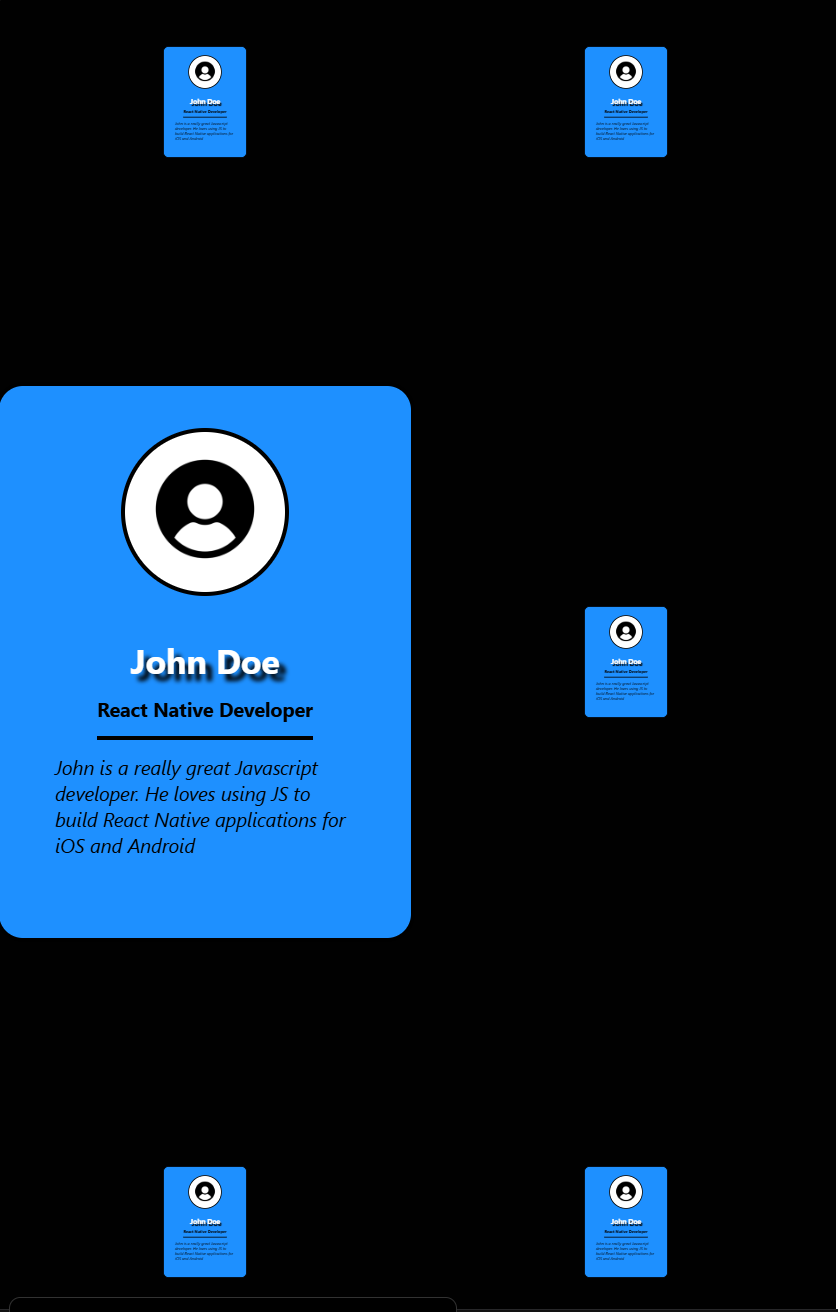 John Doe
React Native Developer
John is a really great Javascript
developer. He loves using JS to
build React Native applications for
iOS and Android
John Doe
React Native Developer
John is a really great Javascript
developer. He loves using JS to
build React Native applications for
iOS and Android
John Doe
React Native Developer
John is a really great Javascript
developer. He loves using JS to
build React Native applications for
iOS and Android
John Doe
React Native Developer
John is a really great Javascript
developer. He loves using JS to
build React Native applications for
iOS and Android
John Doe
React Native Developer
John is a really great Javascript
developer. He loves using JS to
build React Native applications for
iOS and Android
John Doe
React Native Developer
John is a really great Javascript
developer. He loves using JS to
build React Native applications for
iOS and Android